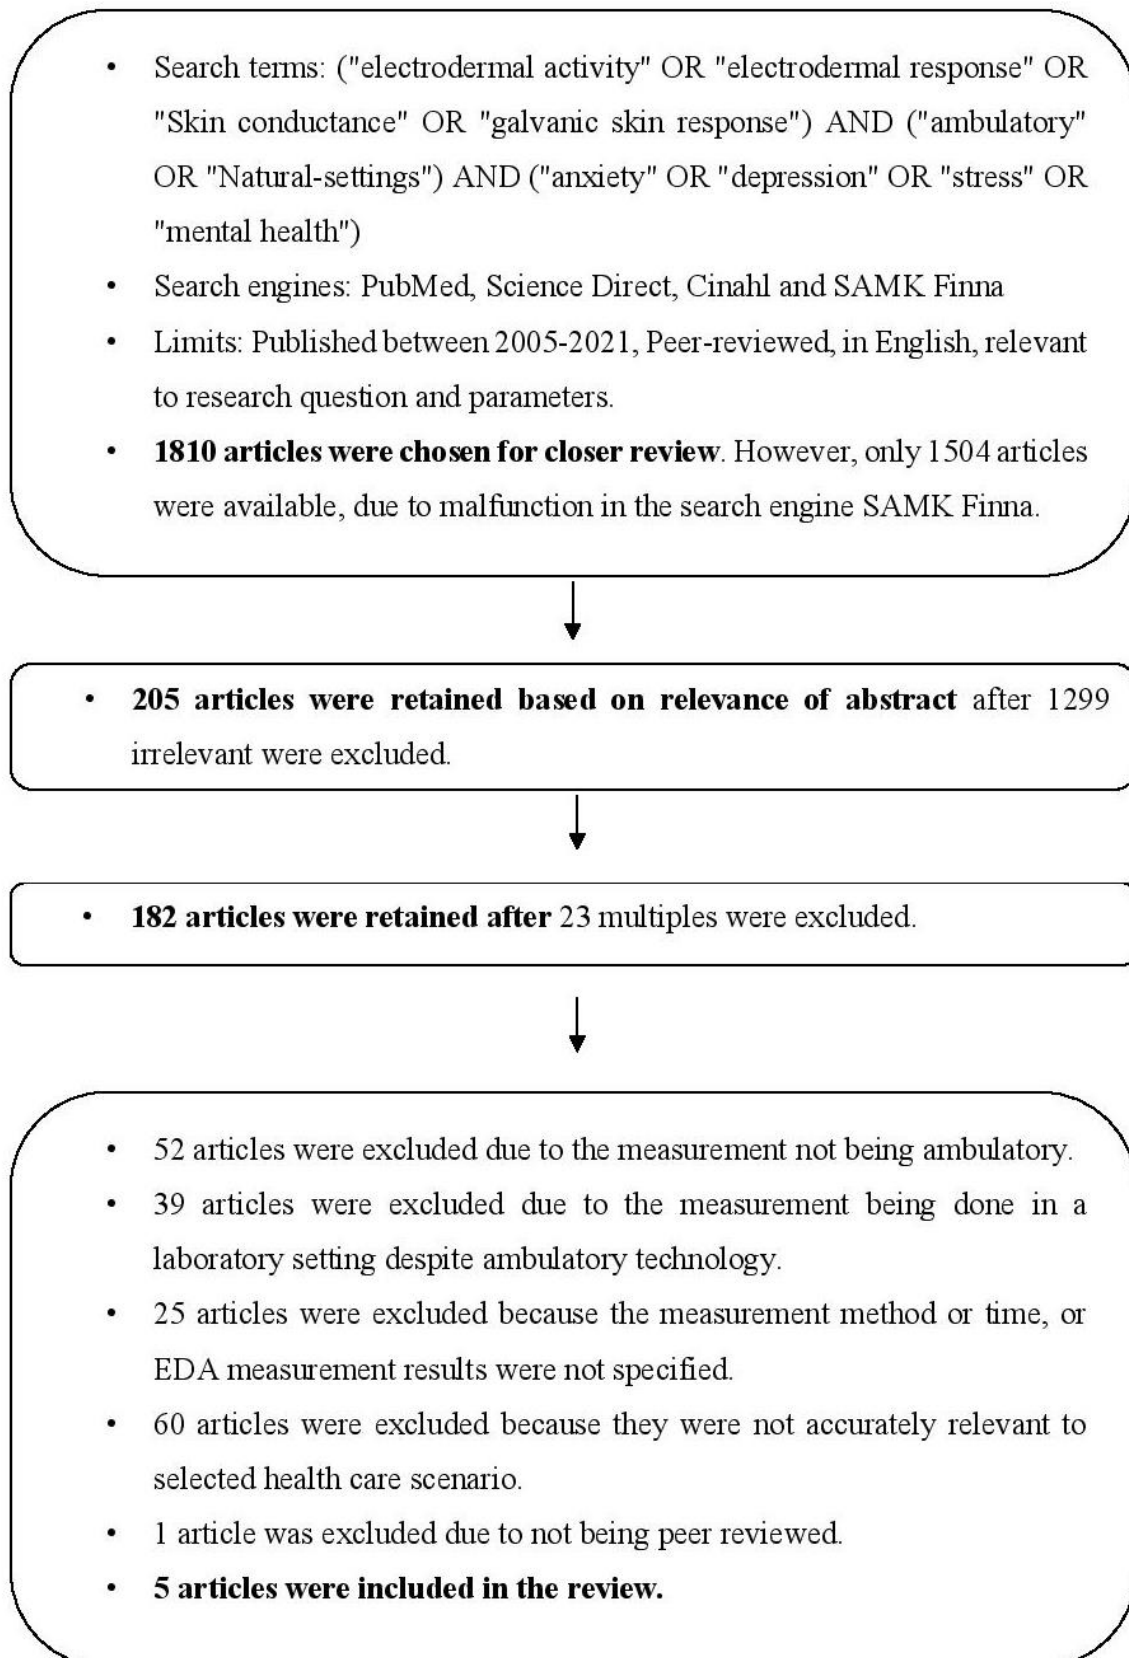 • Search terms: ("electrodermal activity" OR "electrodermal response" OR
"Skin conductance" OR "galvanic skin response") AND ("ambulatory"
OR "Natural-settings") AND ("anxiety" OR "depression" OR "stress" OR
"mental health")
• Search engines: PubMed, Science Direct, Cinahl and SAMK Finna
• Limits: Published between 2005-2021, Peer-reviewed, in English, relevant
to research question and parameters.
• 1810 articles were chosen for closer review. However, only 1504 articles
were available, due to malfunction in the search engine SAMK Finna.
• 205 articles were retained based on relevance of abstract after 1299
irrelevant were excluded.
• 182 articles were retained after 23 multiples were excluded.
• 52 articles were excluded due to the measurement not being ambulatory.
• 39 articles were excluded due to the measurement being done in a
laboratory setting despite ambulatory technology.
• 25 articles were excluded because the measurement method or time, or
EDA measurement results were not specified.
• 60 articles were excluded because they were not accurately relevant to
selected health care scenario.
• 1 article was excluded due to not being peer reviewed.
• 5 articles were included in the review.